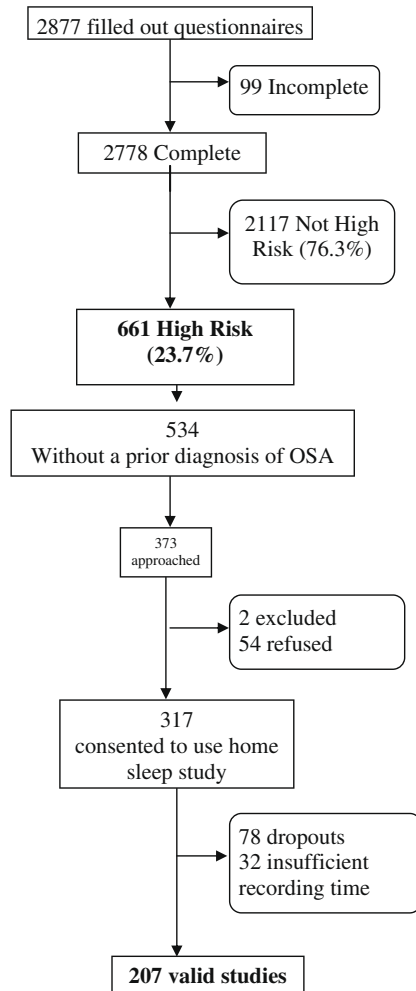 2877 filled out questionnaires
99 Incomplete
2778 Complete
2117 Not High
Risk (76.3%)
661 High Risk
(23.7%)
534
Without a prior diagnosis of OSA
373
approached
2 excluded
54 refused
317
consented to use home
sleep study
78 dropouts
32 insufficient
recording time
207 valid studies